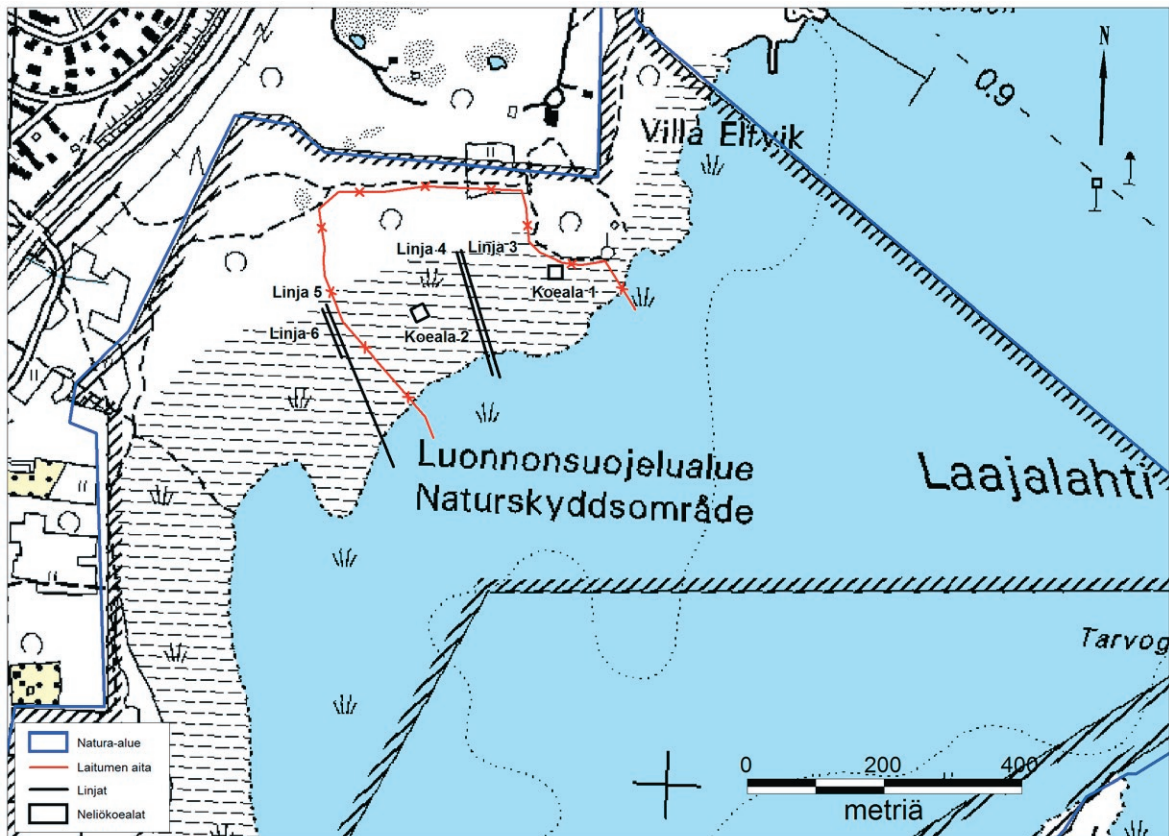 N
0.9
Villa Elfvik
Linja 4
Linja 3
Koeala 1
Linja 5
Linja 6
Koeala 2
Luonnonsuojelualue
Naturskyddsområde
Laajalahti
Tarvog
Natura-alue
Laitumen aita
Linjat
Neliökoealat
0 200 400
metriä